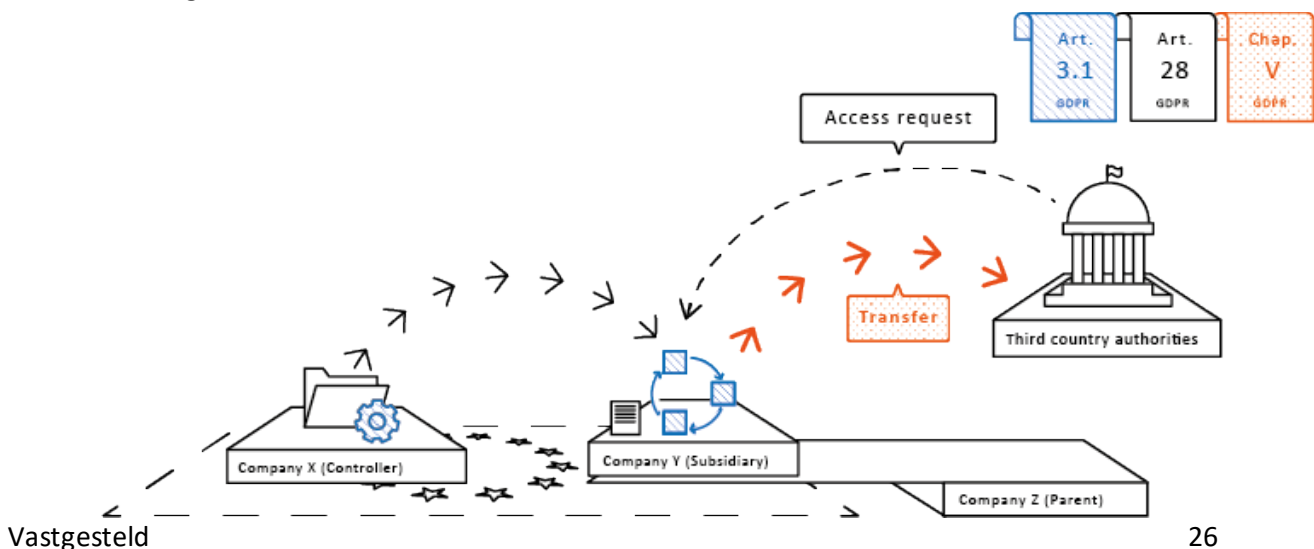 Art.
3.1
GDPR
Art.
28
GDPR
Chap.
V
GDPR
Access request
Transfer
Third country authorities
Company X (Controller)
Company Y (Subsidiary)
Company Z (Parent)
Vastgesteld
26